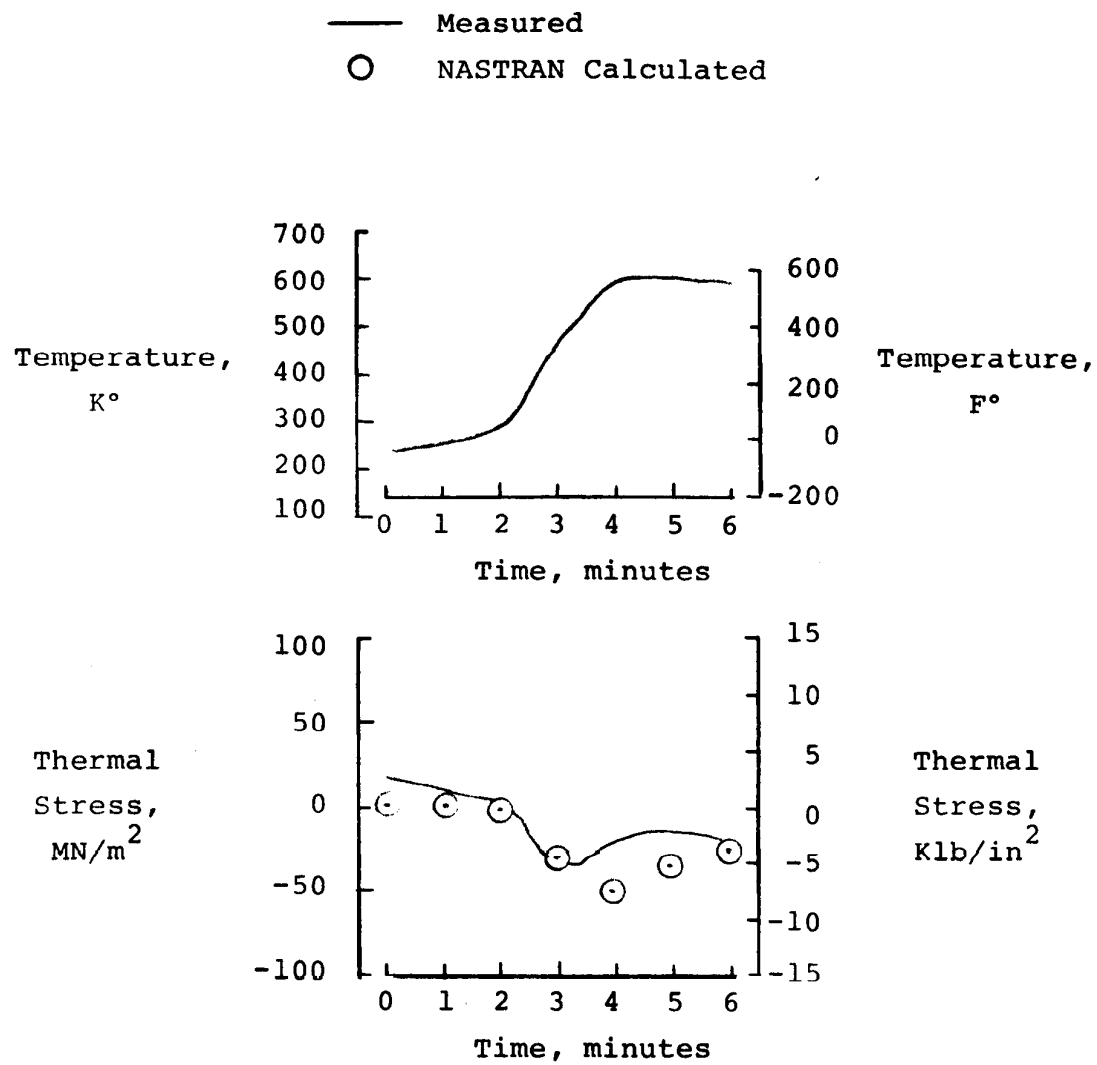 Measured
NASTRAN Calculated
700
600
500
400
300
200
100
Temperature,
K°
600
400
200
0
-200
Temperature,
F°
0 1 2 3 4 5 6
Time, minutes
100
50
0
-50
-100
Thermal
Stress,
MN/m²
15
10
5
0
-5
-10
-15
Thermal
Stress,
Klb/in²
0 1 2 3 4 5 6
Time, minutes